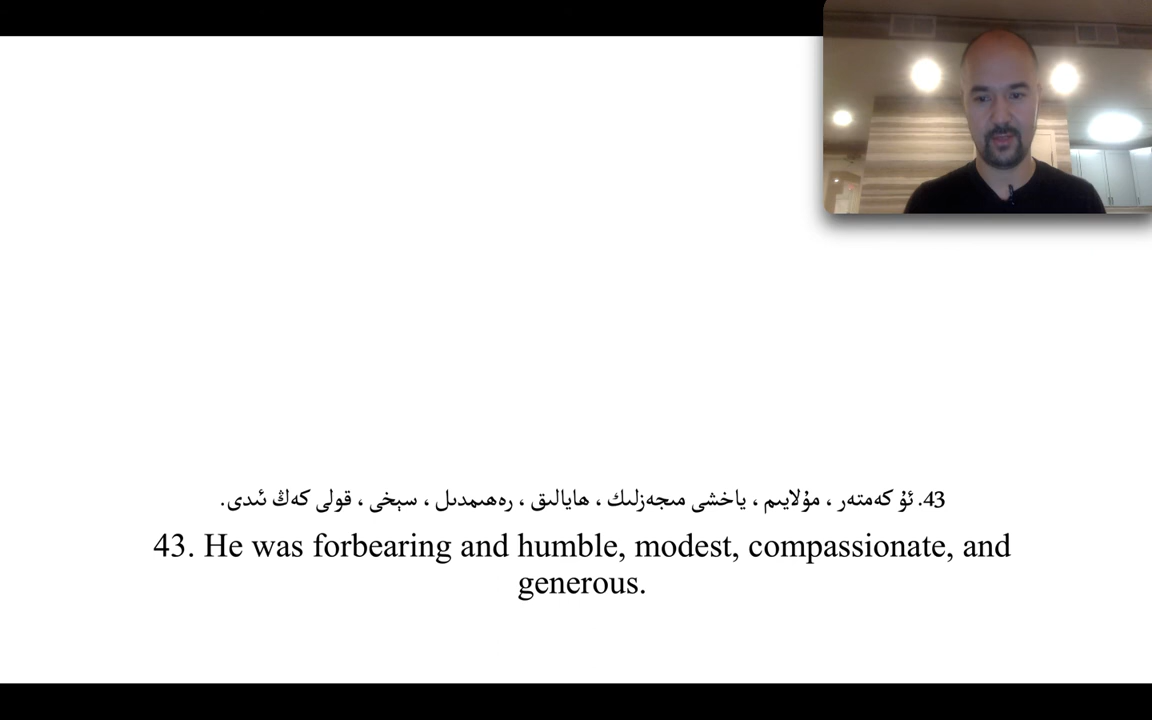 43. ئۇ كەمتەر ، مۇلايىم ، ياخشى مىجەزلىك ، ھايالىق ، رەھىمدىل ، سېخى ، قولى كەڭ ئىدى.
43. He was forbearing and humble, modest, compassionate, and
generous.